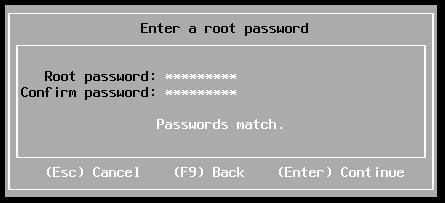 Enter a root password
Root password: *********
Confirm password: *********
Passwords match.
(Esc) Cancel (F9) Back (Enter) Continue